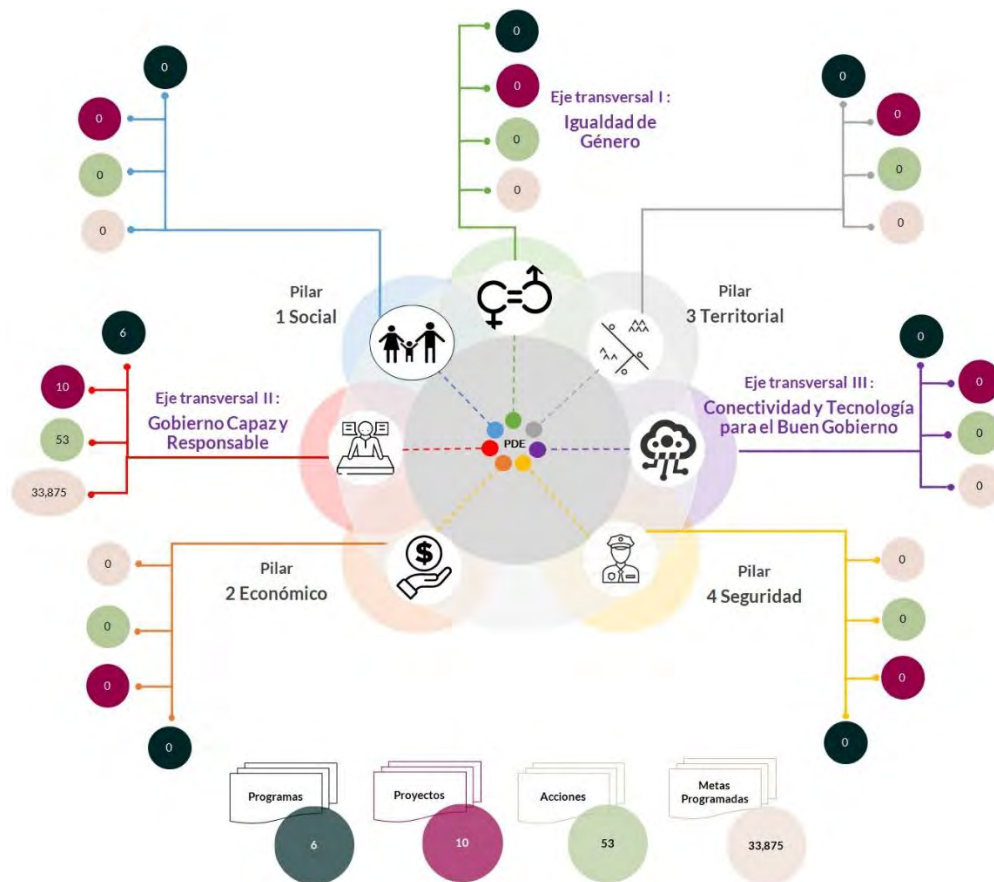 0
0
0
0
0
0
0
0
Eje transversal I :
Igualdad de
Género
0
0
0
0
Pilar
1 Social
Pilar
3 Territorial
6
10
53
33,875
Eje transversal II :
Gobierno Capaz y
Responsable
PDE
Eje transversal III :
Conectividad y Tecnología
para el Buen Gobierno
0
0
0
0
0
0
0
0
Pilar
2 Económico
$
Pilar
4 Seguridad
0
0
0
0
Programas
6
Proyectos
10
Acciones
53
Metas
Programadas
33,875